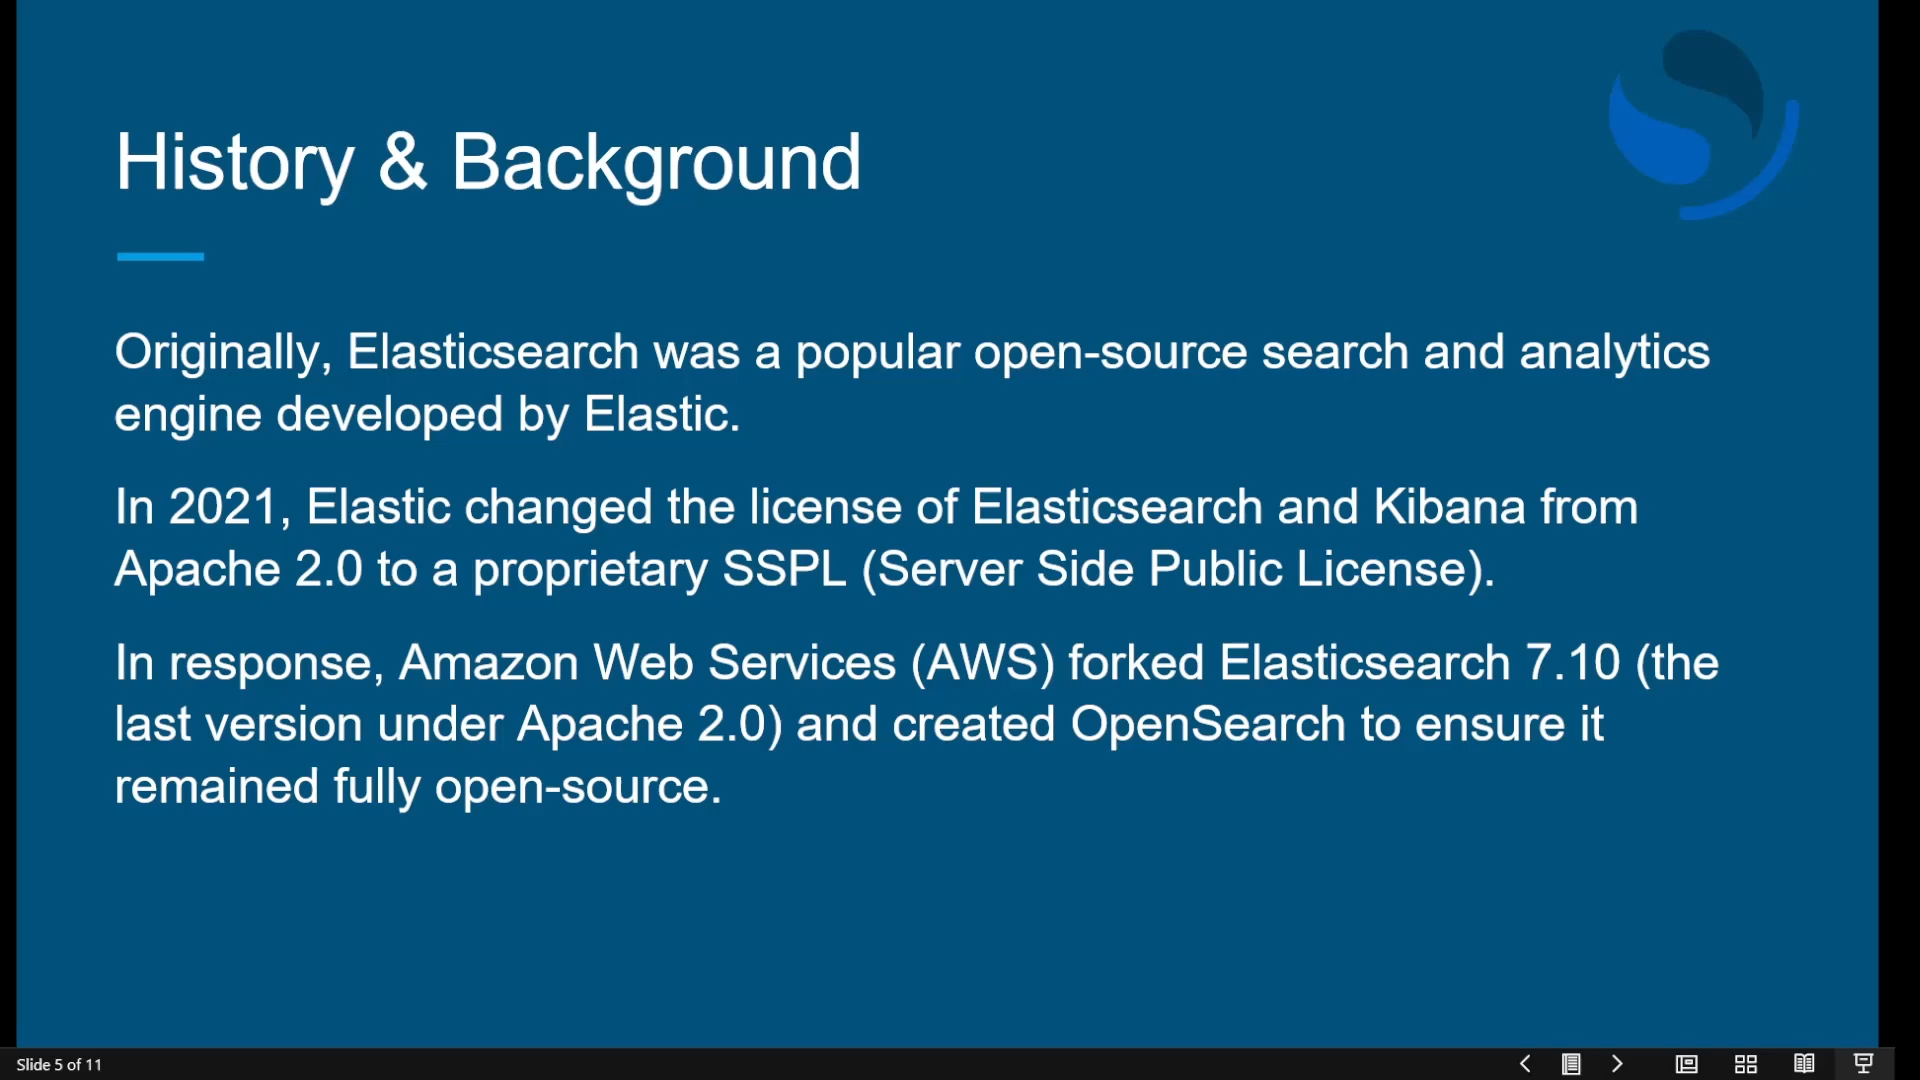 History & Background
Originally, Elasticsearch was a popular open-source search and analytics
engine developed by Elastic.
In 2021, Elastic changed the license of Elasticsearch and Kibana from
Apache 2.0 to a proprietary SSPL (Server Side Public License).
In response, Amazon Web Services (AWS) forked Elasticsearch 7.10 (the
last version under Apache 2.0) and created OpenSearch to ensure it
remained fully open-source.
Slide 5 of 11